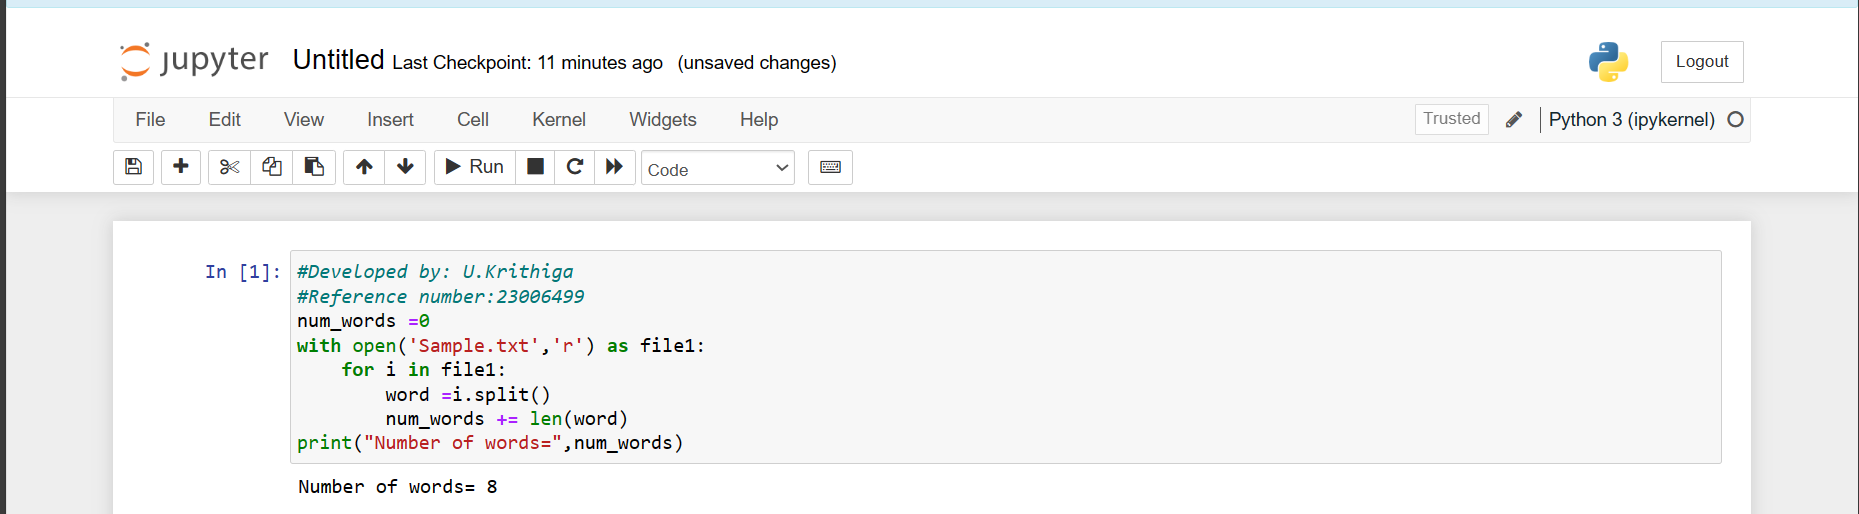 jupyter Untitled Last Checkpoint: 11 minutes ago (unsaved changes) Logout
File Edit View Insert Cell Kernel Widgets Help Trusted Python 3 (ipykernel)
Run Code
In [1]: #Developed by: U.Krithiga
#Reference number:23006499
num_words =0
with open('Sample.txt','r') as file1:
    for i in file1:
        word =i.split()
        num_words += len(word)
print("Number of words=",num_words)
Number of words= 8